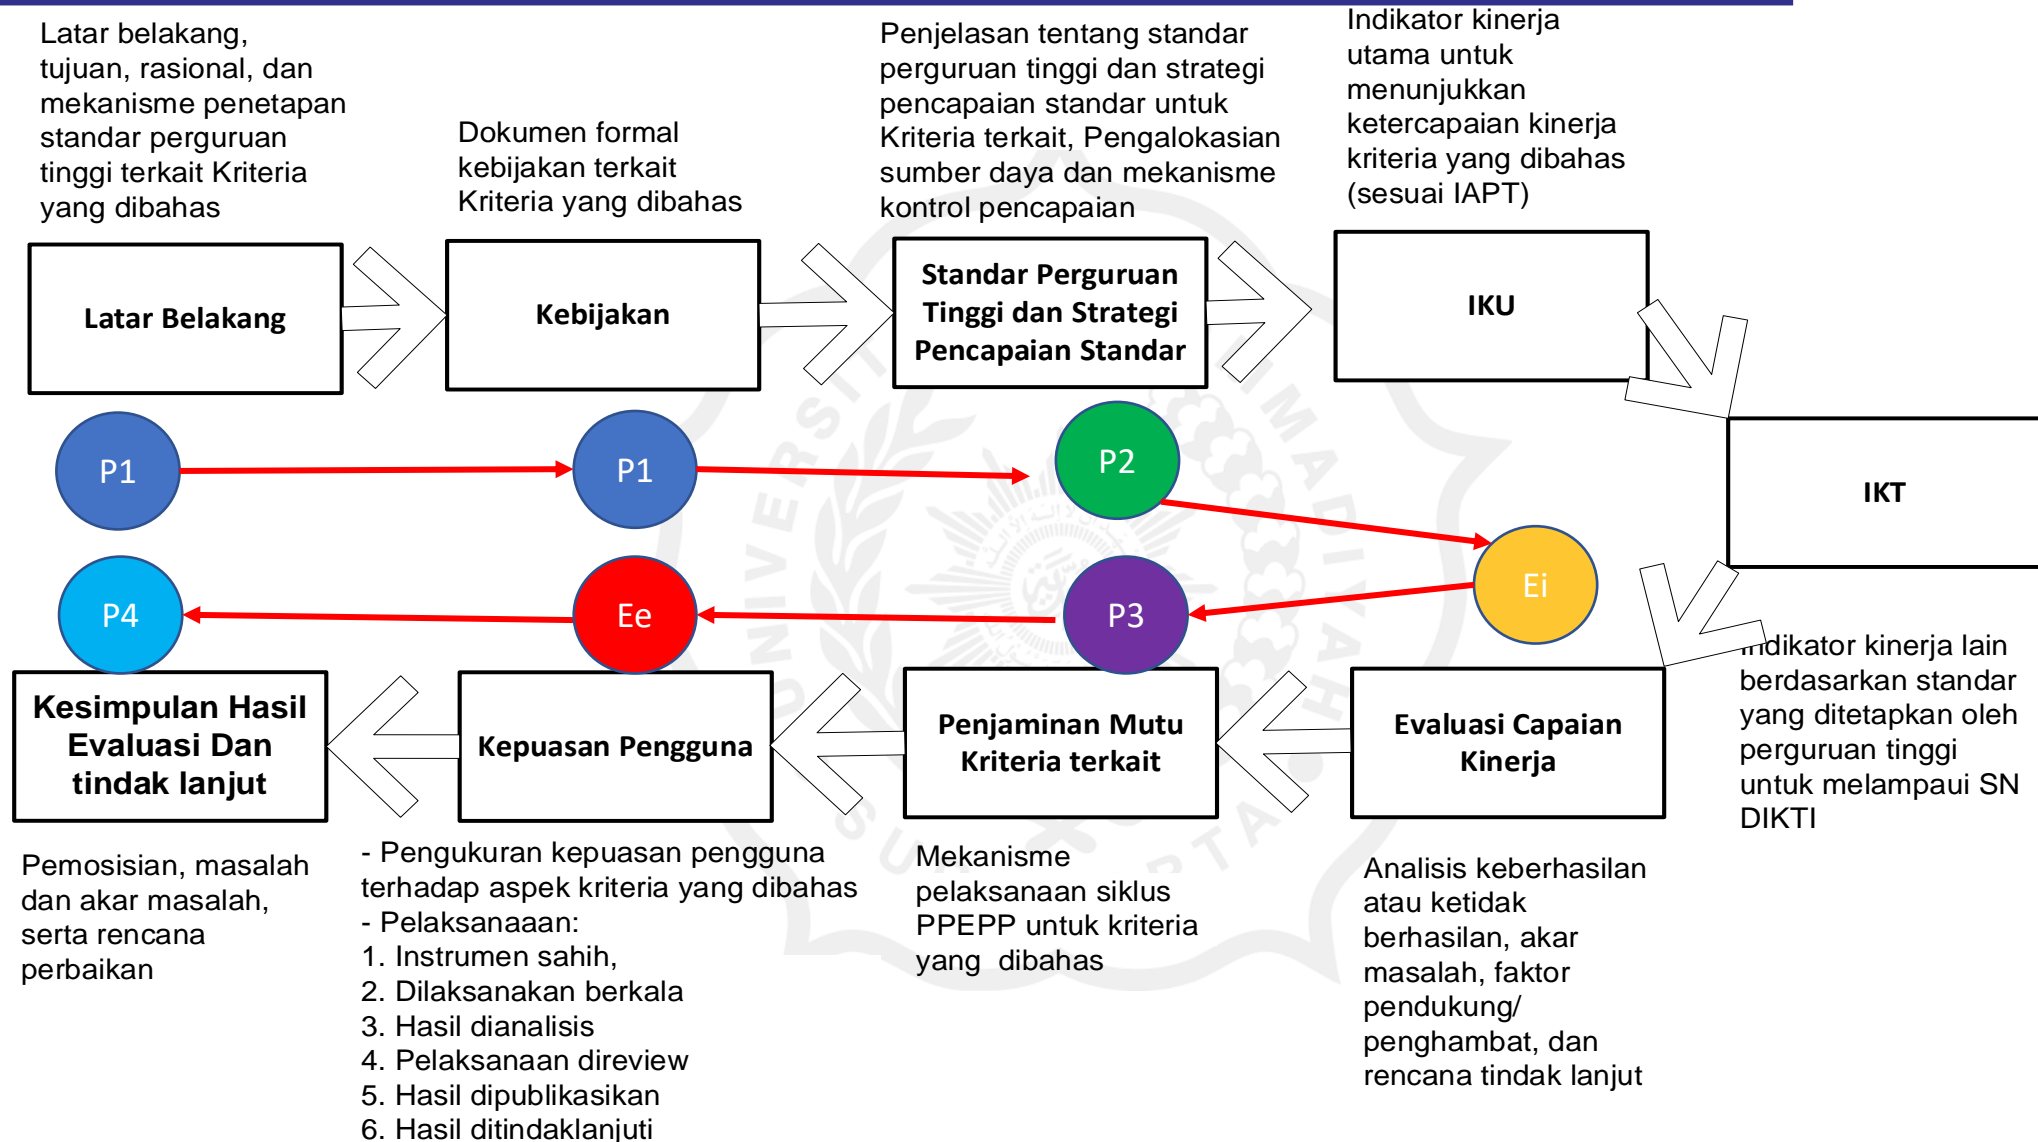 Latar belakang,
tujuan, rasional, dan
mekanisme penetapan
standar perguruan
tinggi terkait Kriteria
yang dibahas
Dokumen formal
kebijakan terkait
Kriteria yang dibahas
Penjelasan tentang standar
perguruan tinggi dan strategi
pencapaian standar untuk
Kriteria terkait, Pengalokasian
sumber daya dan mekanisme
kontrol pencapaian
Indikator kinerja
utama untuk
menunjukkan
ketercapaian kinerja
kriteria yang dibahas
(sesuai IAPT)
Latar Belakang
Kebijakan
Standar Perguruan
Tinggi dan Strategi
Pencapaian Standar
IKU
P1
P1
P2
IKT
Ei
P4
Ee
P3
Kesimpulan Hasil
Evaluasi Dan
tindak lanjut
Kepuasan Pengguna
Penjaminan Mutu
Kriteria terkait
Evaluasi Capaian
Kinerja
Indikator kinerja lain
berdasarkan standar
yang ditetapkan oleh
perguruan tinggi
untuk melampaui SN
DIKTI
Pemosisian, masalah
dan akar masalah,
serta rencana
perbaikan
- Pengukuran kepuasan pengguna
terhadap aspek kriteria yang dibahas
- Pelaksanaaan:
1. Instrumen sahih,
2. Dilaksanakan berkala
3. Hasil dianalisis
4. Pelaksanaan direview
5. Hasil dipublikasikan
6. Hasil ditindaklanjuti
Mekanisme
pelaksanaan siklus
PPEPP untuk kriteria
yang  dibahas
Analisis keberhasilan
atau ketidak
berhasilan, akar
masalah, faktor
pendukung/
penghambat, dan
rencana tindak lanjut